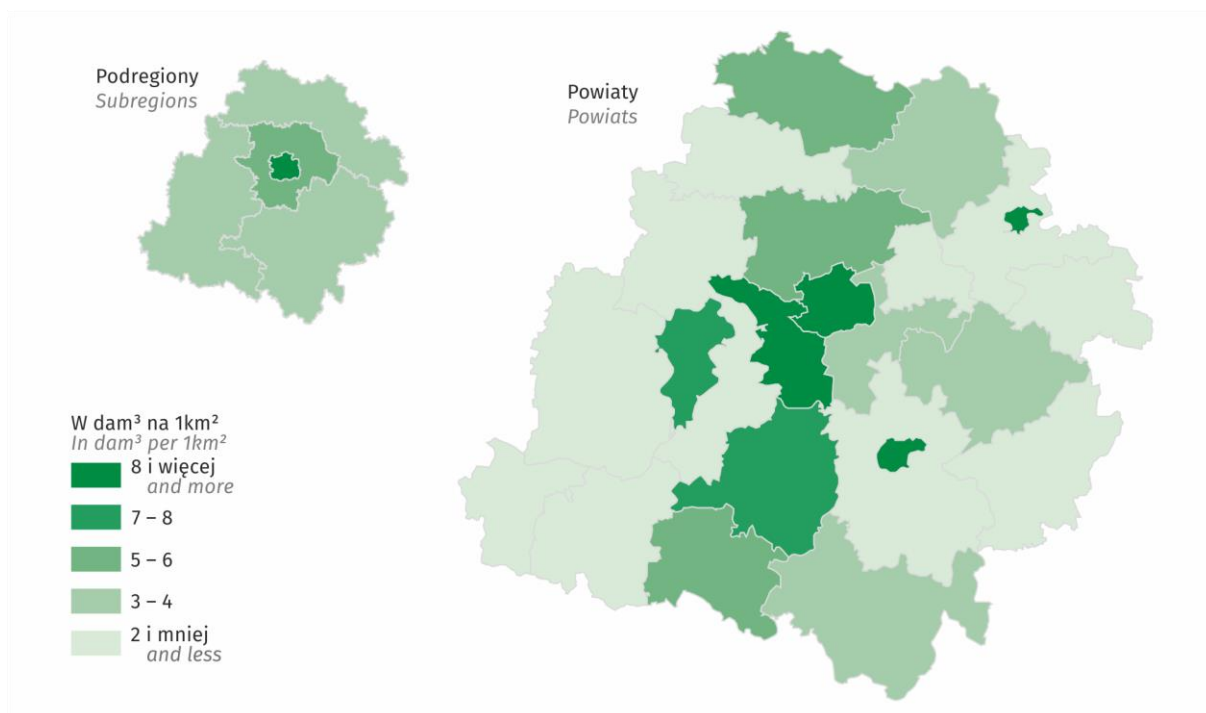 Podregiony
Subregions
Powiaty
Powiats
W dam³ na 1km²
In dam³ per 1km²
8 i więcej
and more
7 – 8
5 – 6
3 – 4
2 i mniej
and less